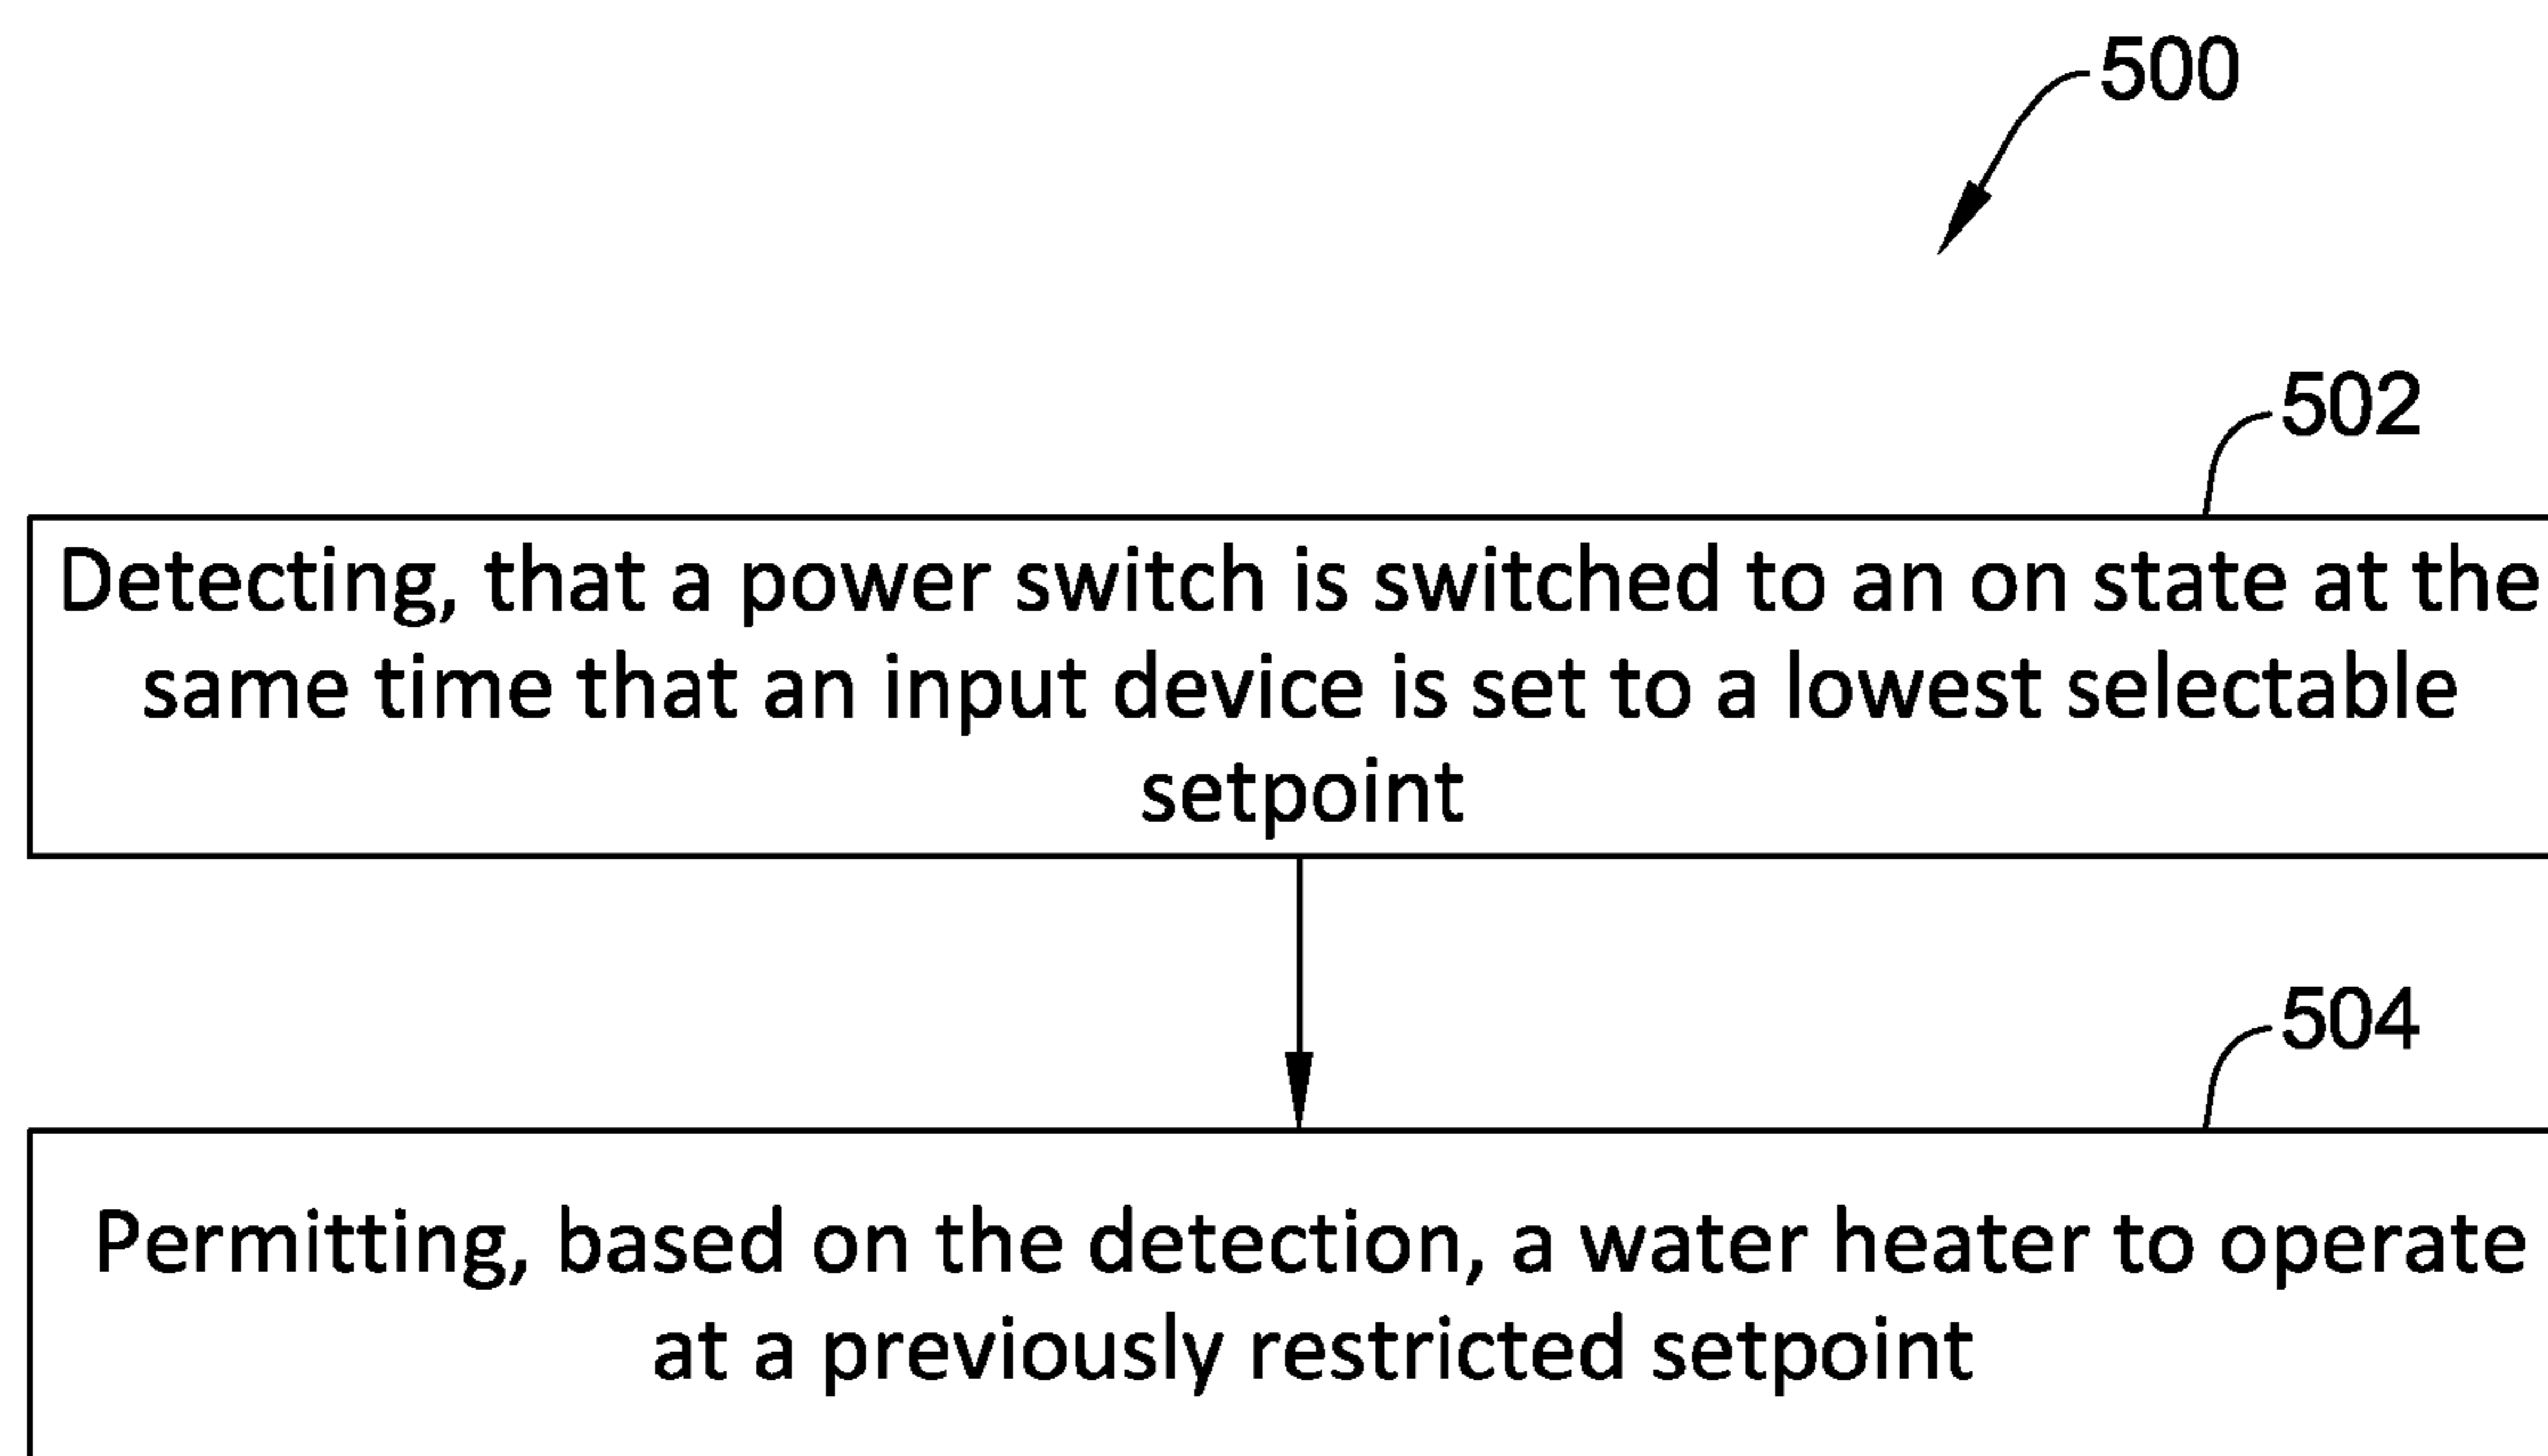 500
502
Detecting, that a power switch is switched to an on state at the
same time that an input device is set to a lowest selectable
setpoint
504
Permitting, based on the detection, a water heater to operate
at a previously restricted setpoint